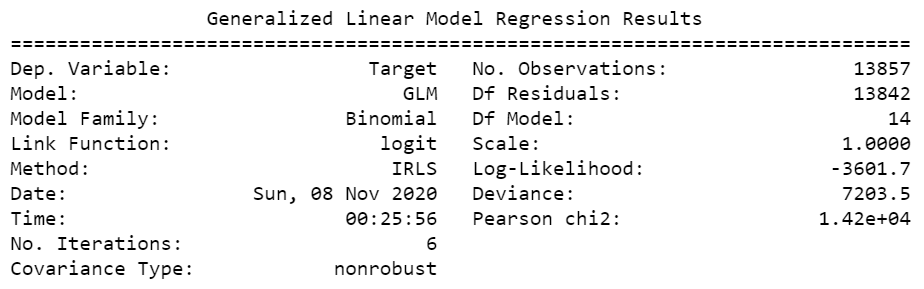 Generalized Linear Model Regression Results
==============================================================================
Dep. Variable: Target No. Observations: 13857
Model: GLM Df Residuals: 13842
Model Family: Binomial Df Model: 14
Link Function: logit Scale: 1.0000
Method: IRLS Log-Likelihood: -3601.7
Date: Sun, 08 Nov 2020 Deviance: 7203.5
Time: 00:25:56 Pearson chi2: 1.42e+04
No. Iterations: 6
Covariance Type: nonrobust